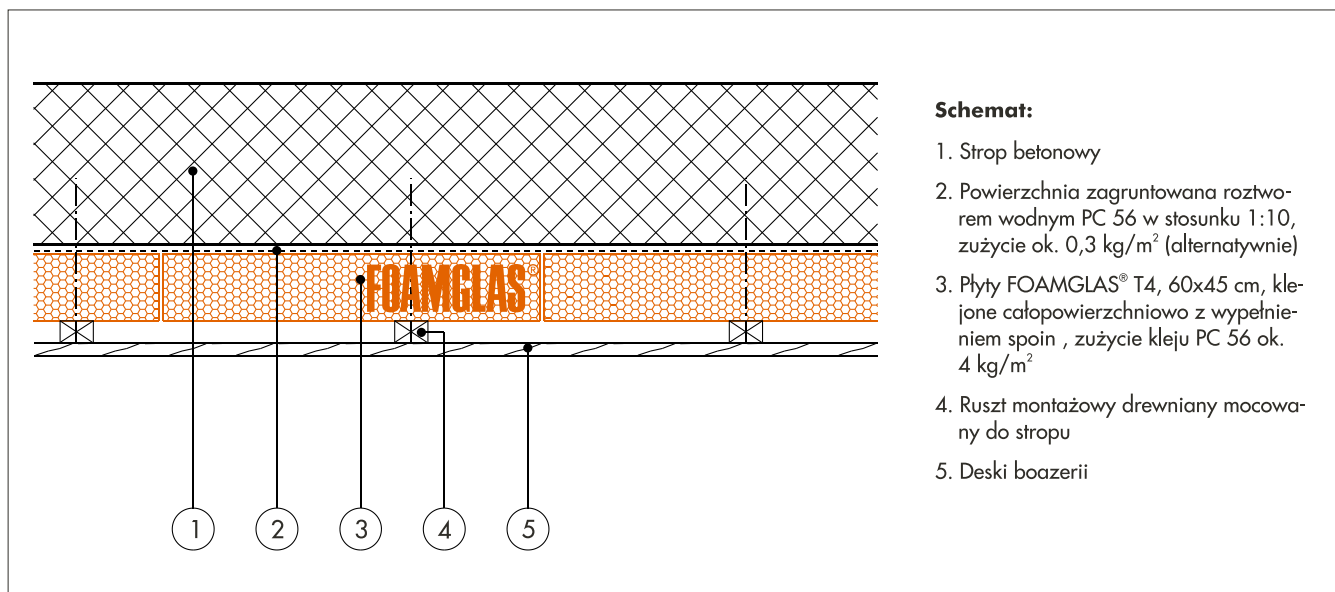 Schemat:
1. Strop betonowy
2. Powierzchnia zagruntowana roztwo-
rem wodnym PC 56 w stosunku 1:10,
zużycie ok. 0,3 kg/m² (alternatywnie)
3. Płyty FOAMGLAS® T4, 60x45 cm, kle-
jone całopowierzchniowo z wypełnie-
niem spoin , zużycie kleju PC 56 ok.
4 kg/m²
4. Ruszt montażowy drewniany mocowa-
ny do stropu
5. Deski boazerii
FOAMGLAS®
1 2 3 4 5